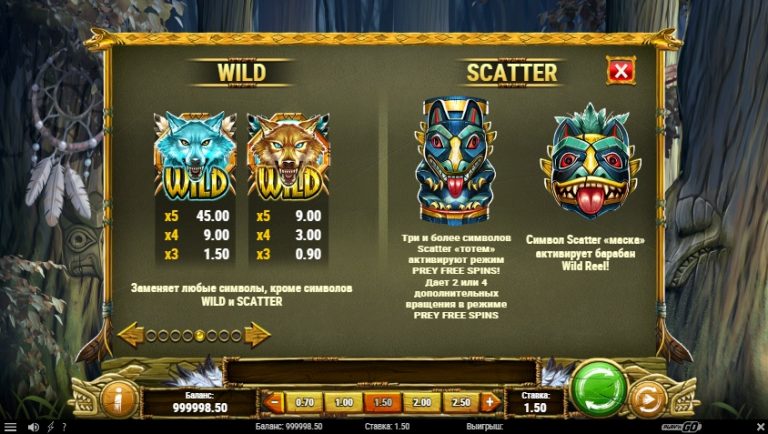 WILD
SCATTER
WILD
WILD
x5 45.00
x4 9.00
x3 1.50
x5 9.00
x4 3.00
x3 0.90
Заменяет любые символы, кроме символов
WILD и SCATTER
Три и более символов
Scatter «тотем»
активируют режим
PREY FREE SPINS!
Дает 2 или 4
дополнительных
вращения в режиме
PREY FREE SPINS
Символ Scatter «маска»
активирует барабан
Wild Reel!
Баланс:
999998.50
- 0.70 1.00 1.50 2.00 2.50 +
Ставка:
1.50
? Баланс: 999998.50 Ставка: 1.50 Выигрыш: PLAY'n GO